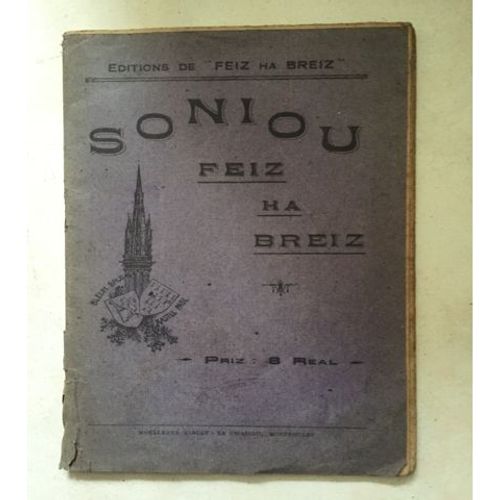 EDITIONS DE "FEIZ HA BREIZ"
SONIOU
FEIZ
HA
BREIZ
PRIZ : 8 REAL